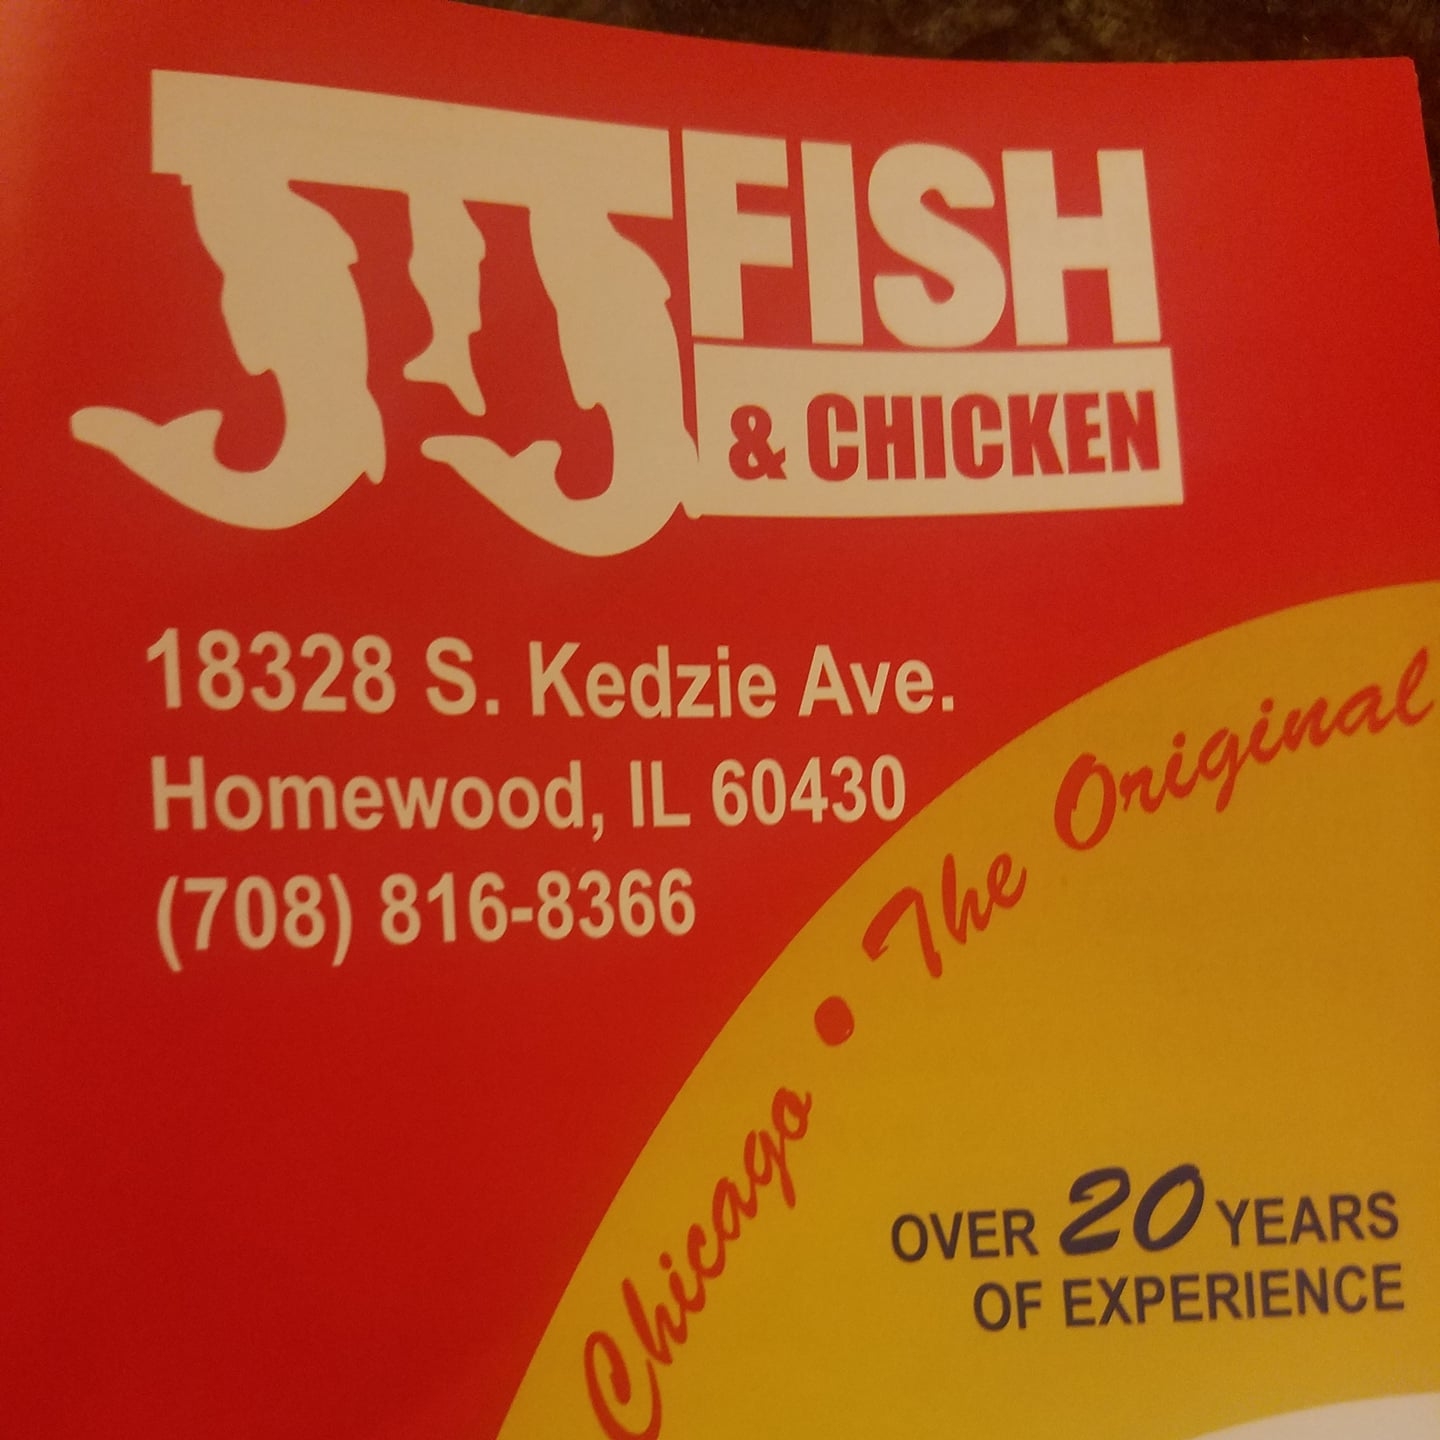 JJ FISH
& CHICKEN
18328 S. Kedzie Ave.
Homewood, IL 60430
(708) 816-8366
Chicago • The Original
OVER 20 YEARS
OF EXPERIENCE